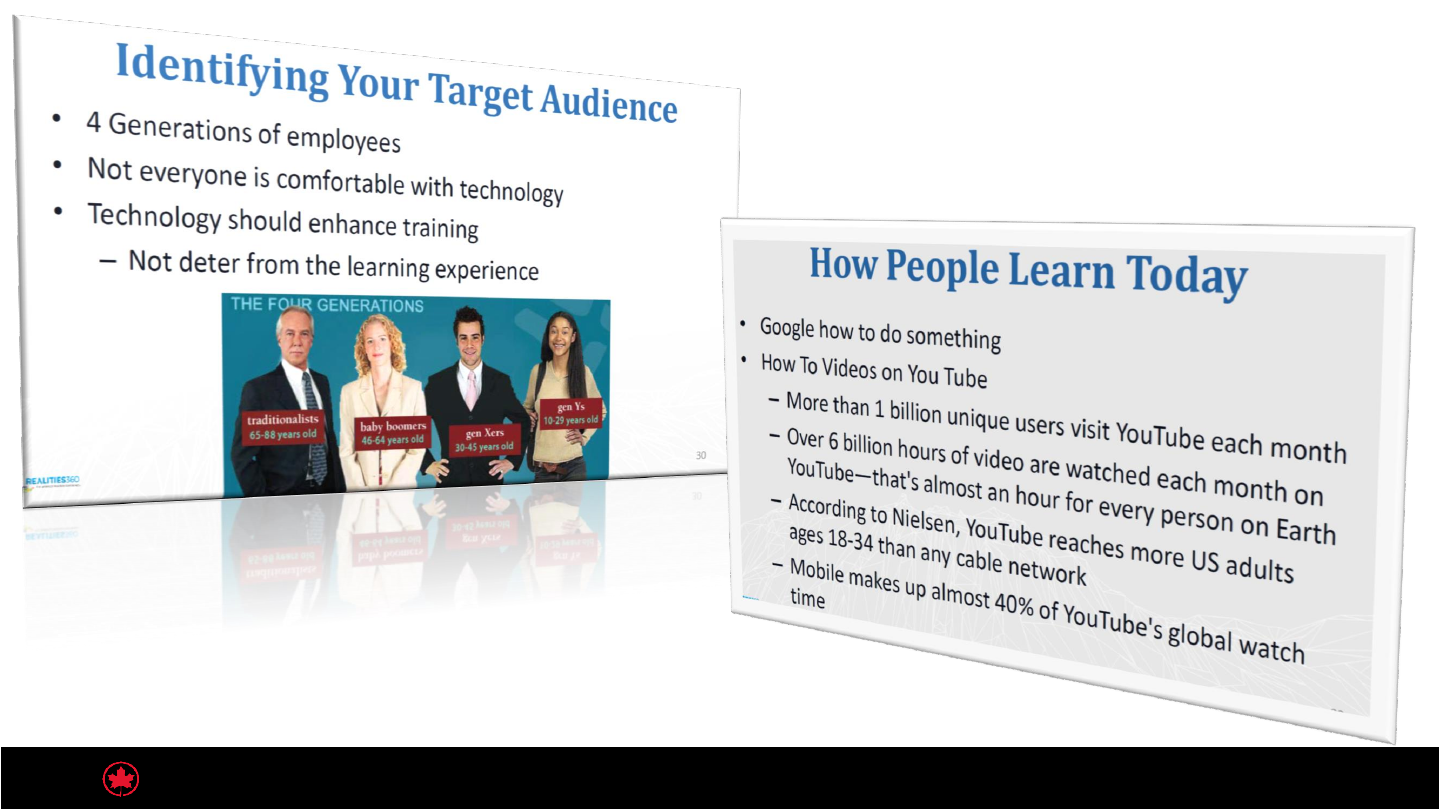 Identifying Your Target Audience
• 4 Generations of employees
• Not everyone is comfortable with technology
• Technology should enhance training
– Not deter from the learning experience
THE FOUR GENERATIONS
traditionalists
65-88 years old
baby boomers
46-64 years old
gen Xers
30-45 years old
gen Ys
10-29 years old
30
REALITIES360
How People Learn Today
• Google how to do something
• How To Videos on You Tube
– More than 1 billion unique users visit YouTube each month
– Over 6 billion hours of video are watched each month on
YouTube—that's almost an hour for every person on Earth
– According to Nielsen, YouTube reaches more US adults
ages 18-34 than any cable network
– Mobile makes up almost 40% of YouTube's global watch
time